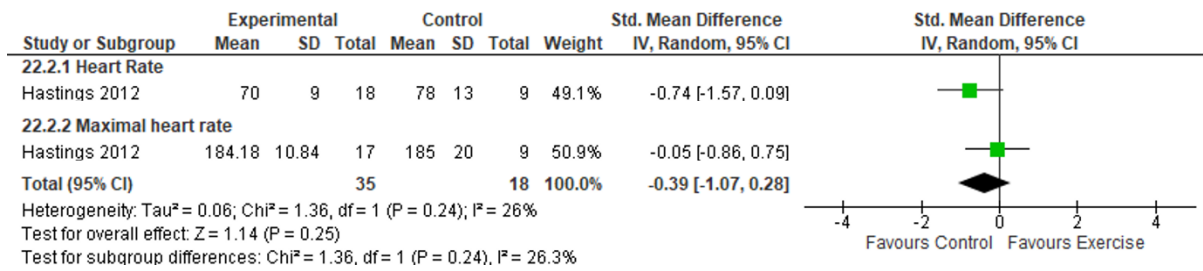 Experimental Control Std. Mean Difference Std. Mean Difference
Study or Subgroup Mean SD Total Mean SD Total Weight IV, Random, 95% CI IV, Random, 95% CI
22.2.1 Heart Rate
Hastings 2012 70 9 18 78 13 9 49.1% -0.74 [-1.57, 0.09]
22.2.2 Maximal heart rate
Hastings 2012 184.18 10.84 17 185 20 9 50.9% -0.05 [-0.86, 0.75]
Total (95% CI) 35 18 100.0% -0.39 [-1.07, 0.28]
Heterogeneity: Tau² = 0.06; Chi² = 1.36, df = 1 (P = 0.24); I² = 26%
Test for overall effect: Z = 1.14 (P = 0.25)
Test for subgroup differences: Chi² = 1.36, df = 1 (P = 0.24), I² = 26.3%
-4 -2 0 2 4
Favours Control Favours Exercise